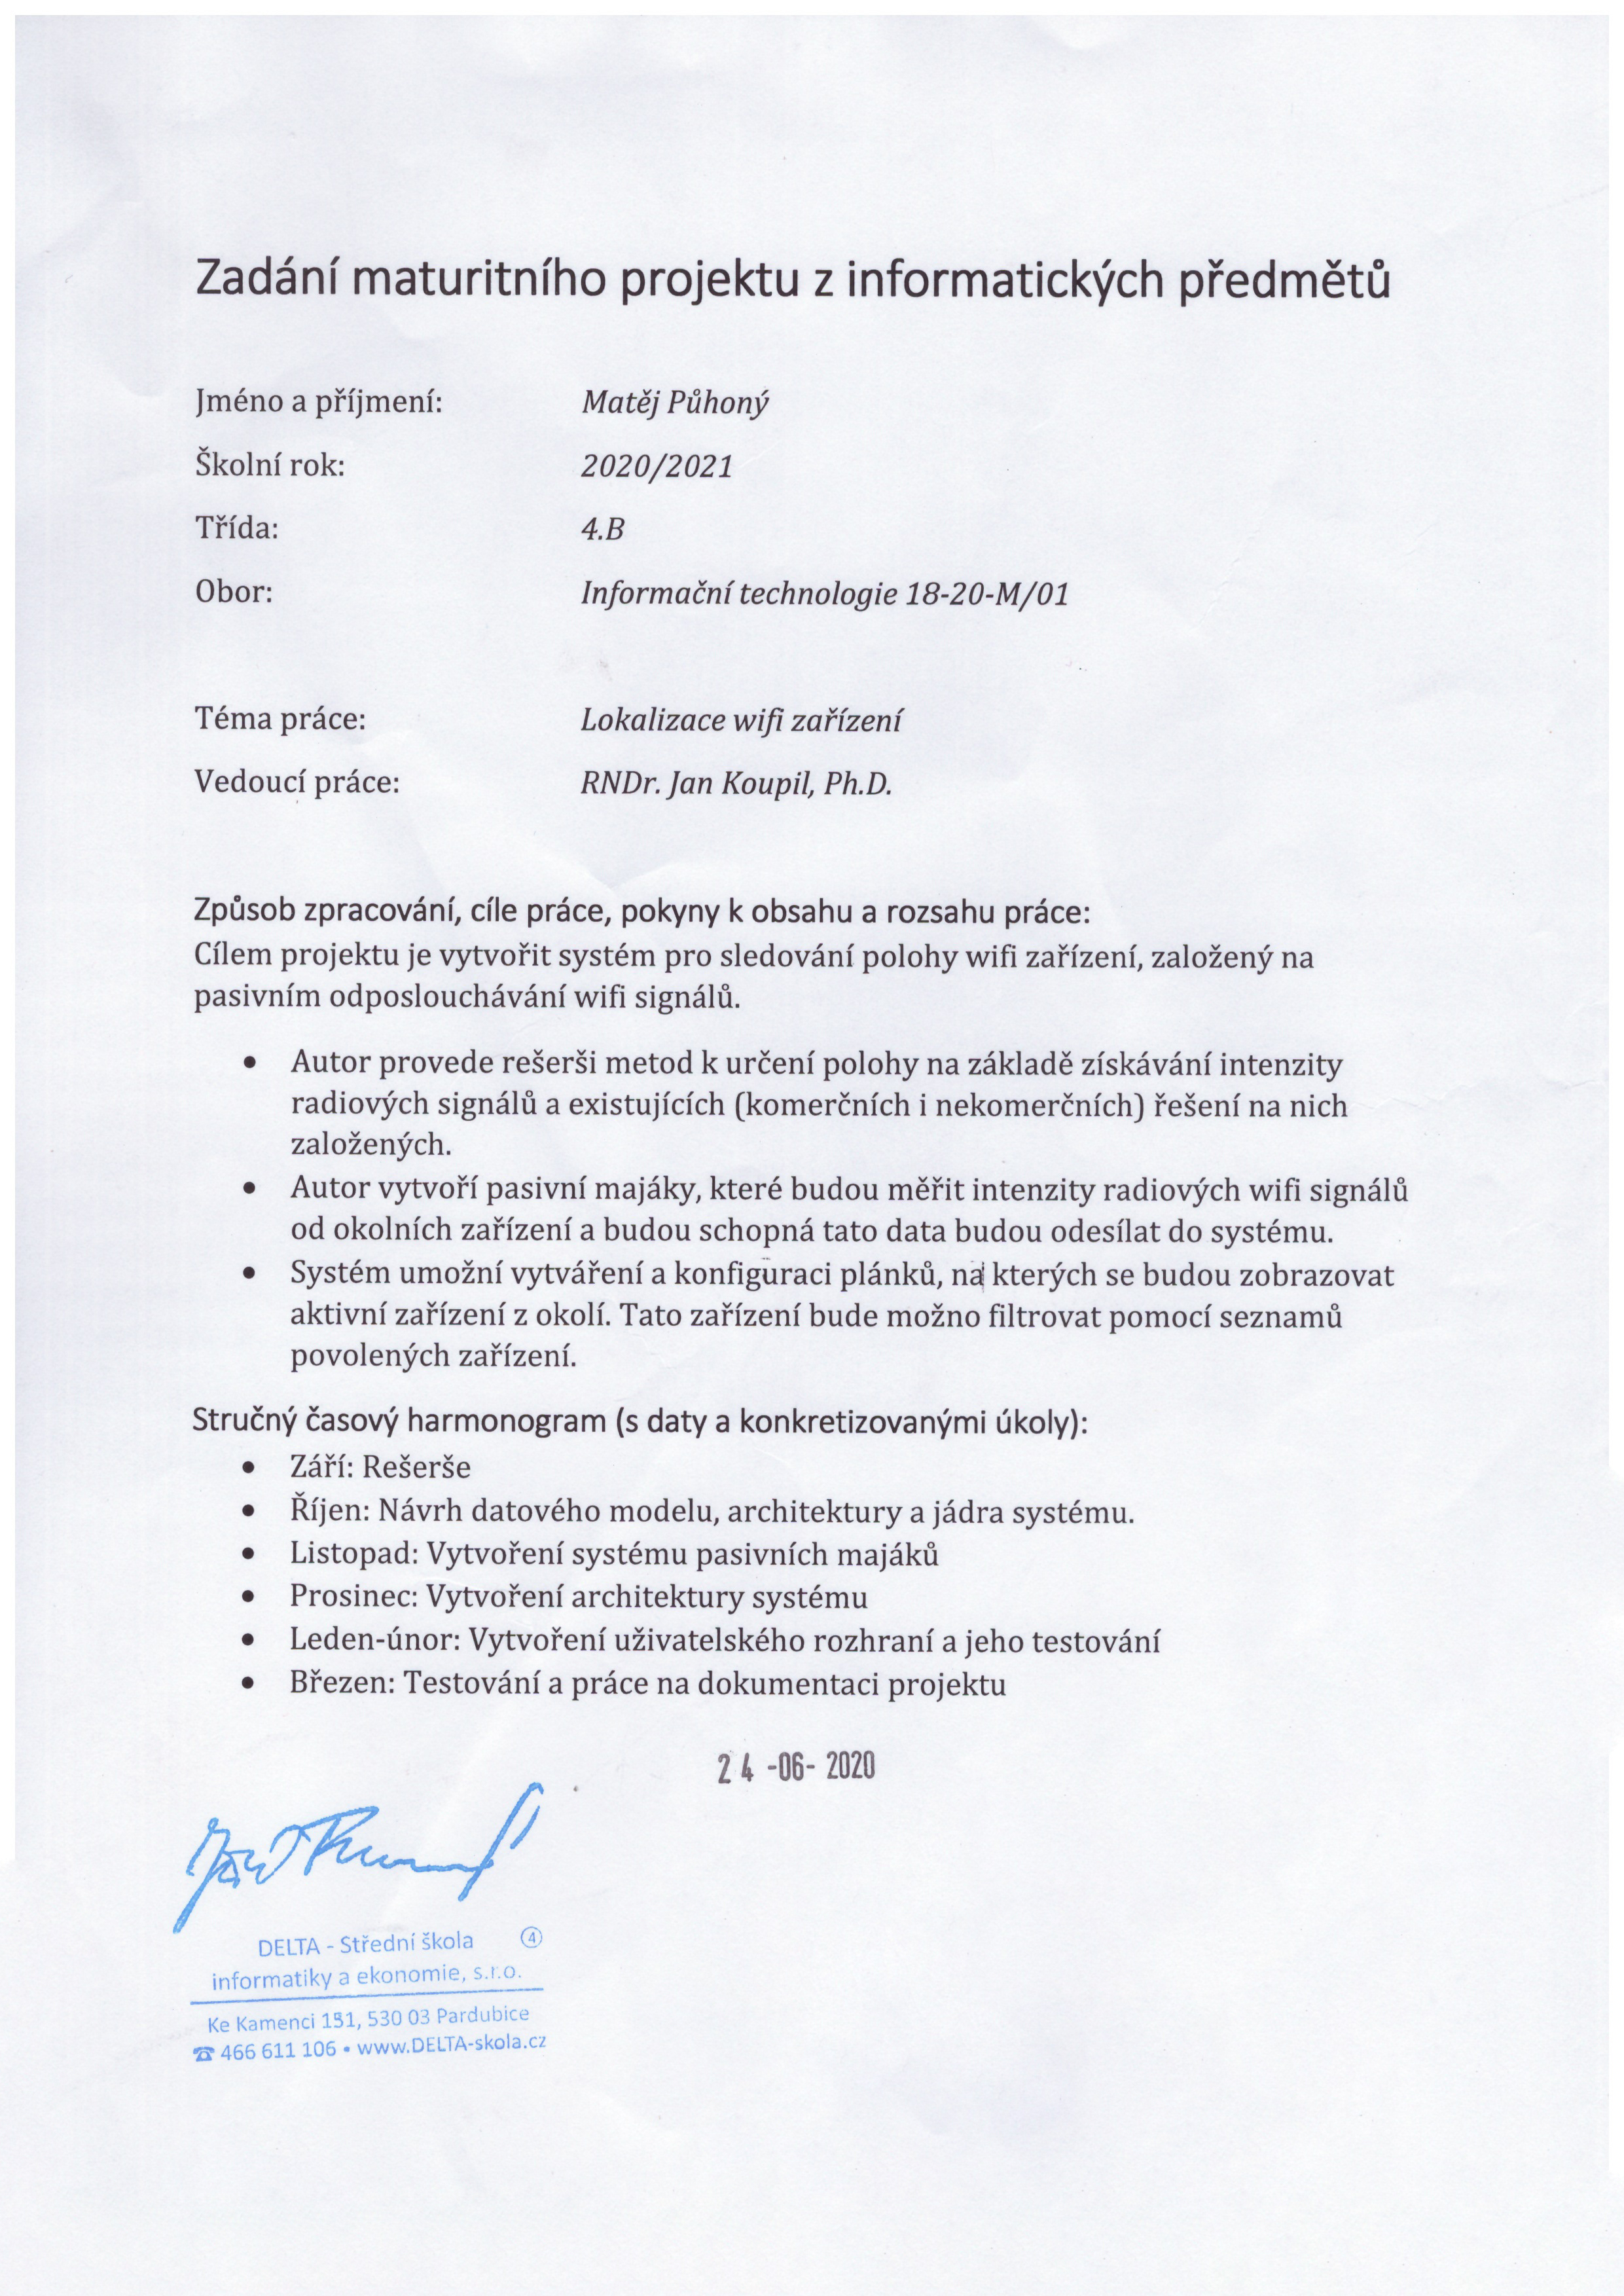 Zadání maturitního projektu z informatických předmětů
Jméno a příjmení: Matěj Půhoný
Školní rok: 2020/2021
Třída: 4.B
Obor: Informační technologie 18-20-M/01
Téma práce: Lokalizace wifi zařízení
Vedoucí práce: RNDr. Jan Koupil, Ph.D.
Způsob zpracování, cíle práce, pokyny k obsahu a rozsahu práce:
Cílem projektu je vytvořit systém pro sledování polohy wifi zařízení, založený na
pasivním odposlouchávání wifi signálů.
• Autor provede rešerši metod k určení polohy na základě získávání intenzity
radiových signálů a existujících (komerčních i nekomerčních) řešení na nich
založených.
• Autor vytvoří pasivní majáky, které budou měřit intenzity radiových wifi signálů
od okolních zařízení a budou schopná tato data budou odesílat do systému.
• Systém umožní vytváření a konfiguraci plánků, na kterých se budou zobrazovat
aktivní zařízení z okolí. Tato zařízení bude možno filtrovat pomocí seznamů
povolených zařízení.
Stručný časový harmonogram (s daty a konkretizovanými úkoly):
• Září: Rešerše
• Říjen: Návrh datového modelu, architektury a jádra systému.
• Listopad: Vytvoření systému pasivních majáků
• Prosinec: Vytvoření architektury systému
• Leden-únor: Vytvoření uživatelského rozhraní a jeho testování
• Březen: Testování a práce na dokumentaci projektu
24 -06- 2020
DELTA - Střední škola ④
informatiky a ekonomie, s.r.o.
Ke Kamenci 151, 530 03 Pardubice
☎ 466 611 106 • www.DELTA-skola.cz